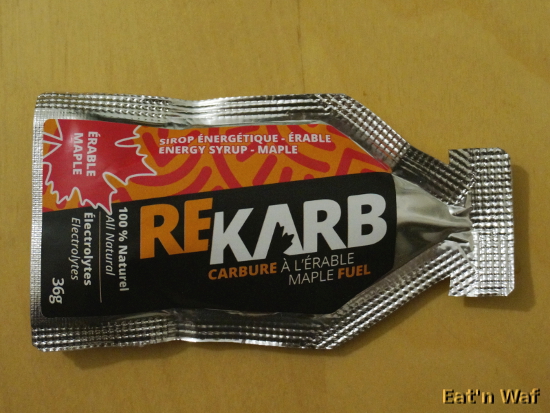 SIROP ÉNERGÉTIQUE - ÉRABLE
ENERGY SYRUP - MAPLE
ÉRABLE
MAPLE
REKARB
CARBURE À L'ÉRABLE
MAPLE FUEL
100 % Naturel
All Natural
Électrolytes
Electrolytes
36g
Eat'n Waf